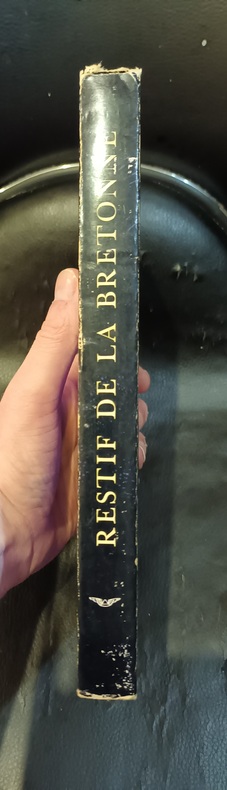 RESTIF DE LA BRETONNE